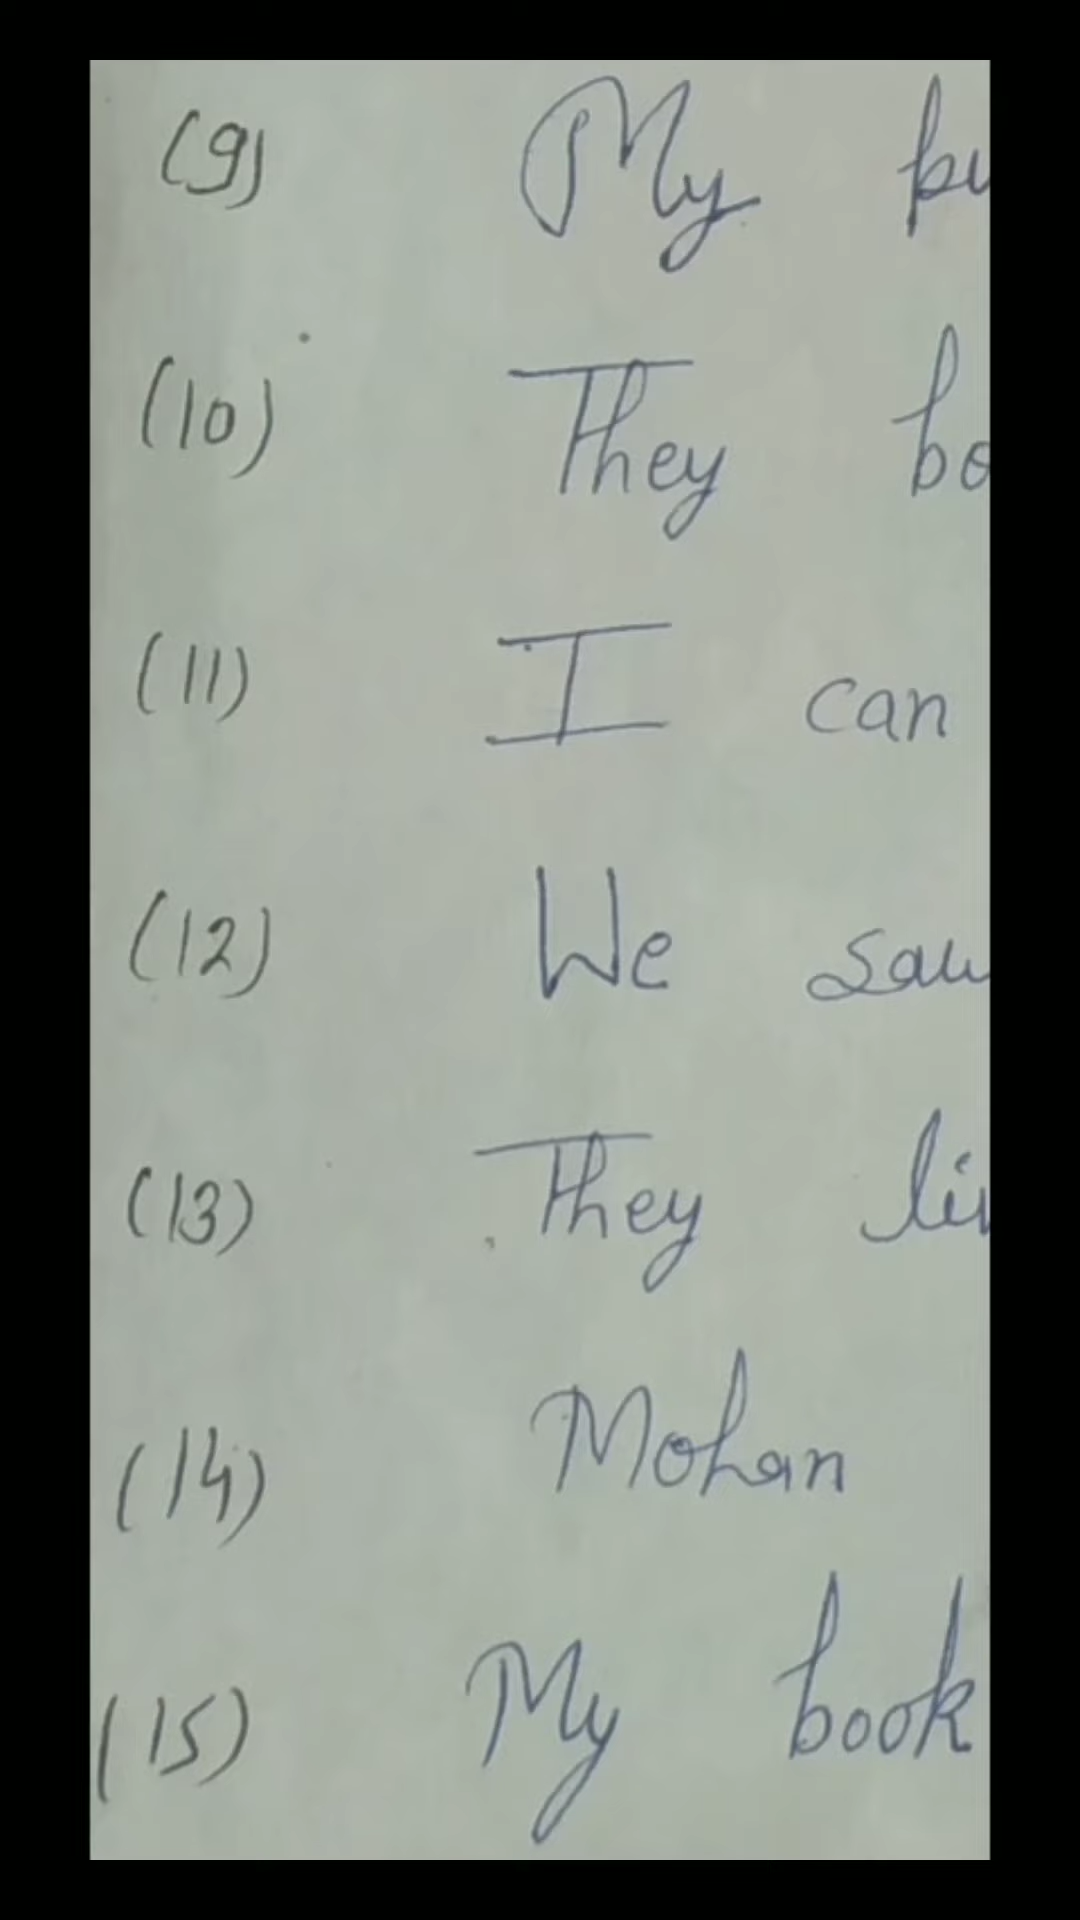 (9) My
(10) They
(11) I can
(12) We
(13) They
(14) Mohan
(15) My book